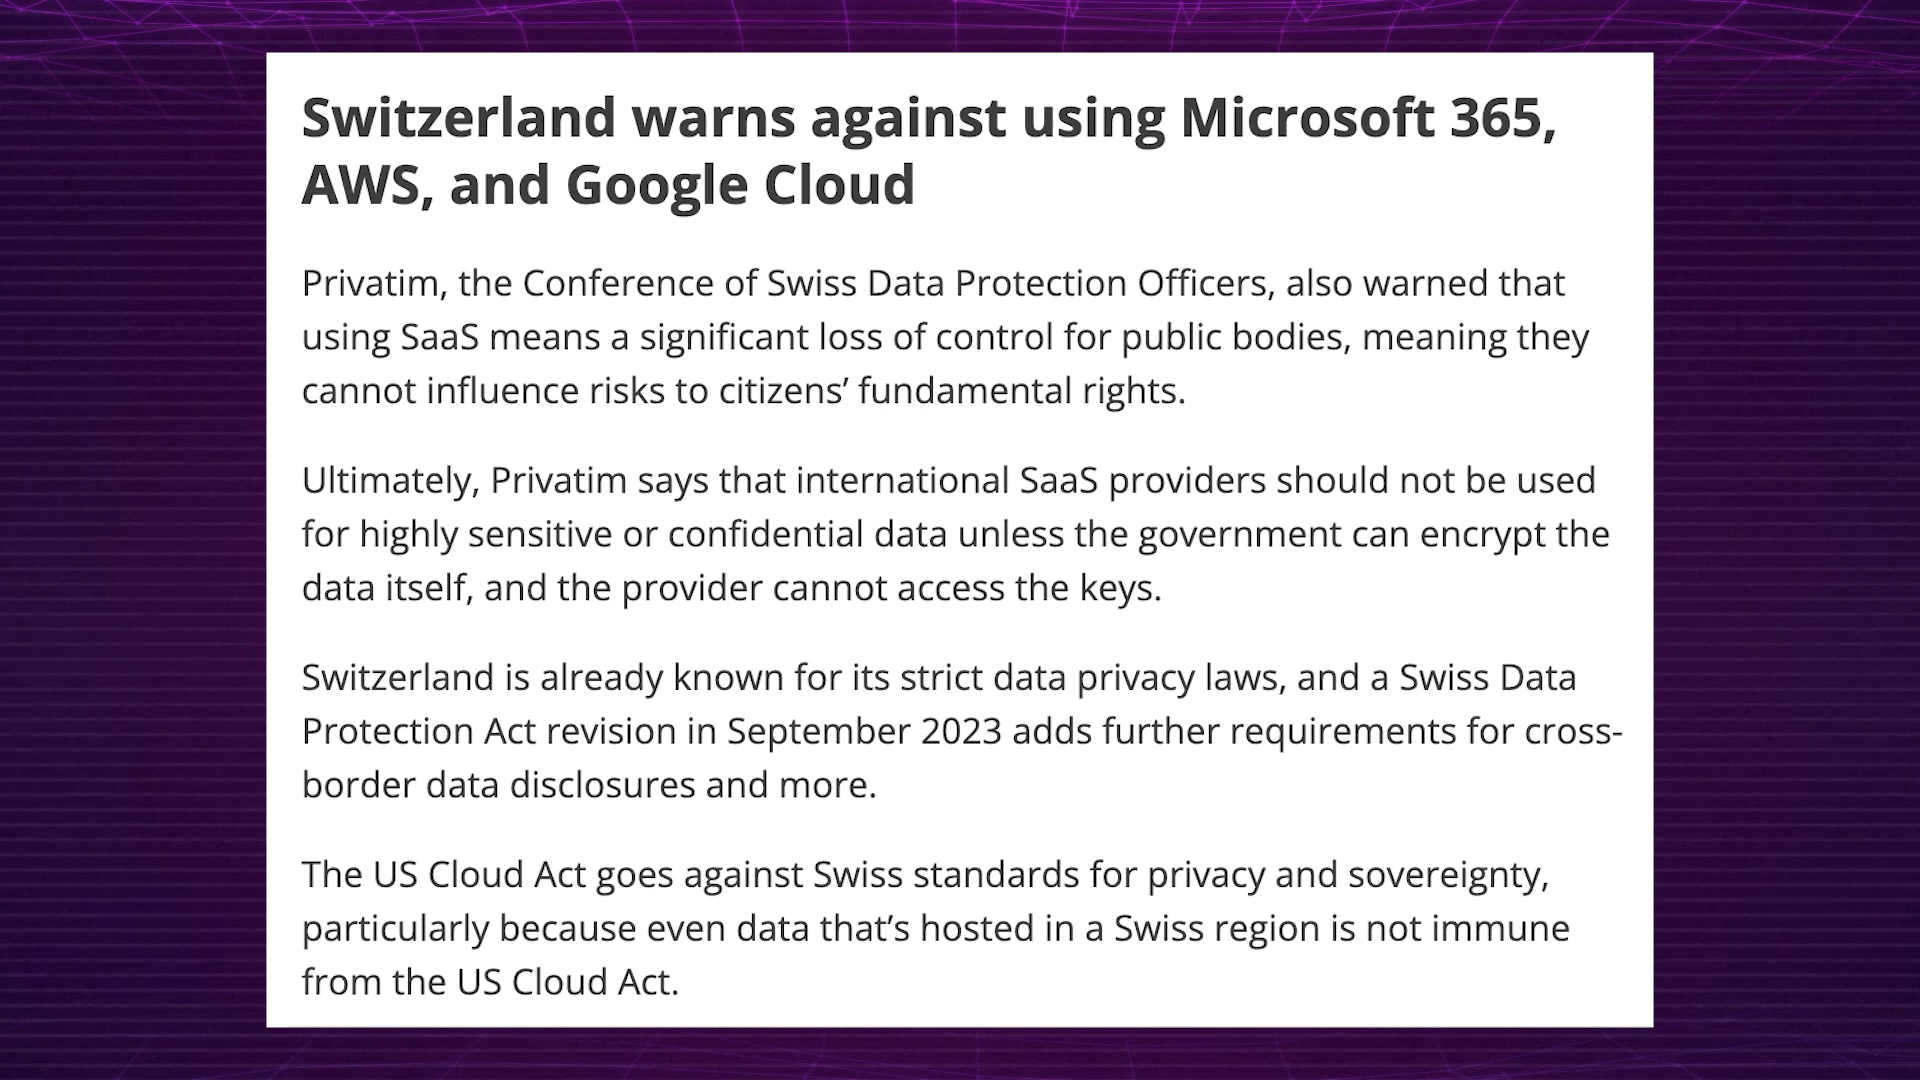 Switzerland warns against using Microsoft 365,
AWS, and Google Cloud
Privatim, the Conference of Swiss Data Protection Officers, also warned that
using SaaS means a significant loss of control for public bodies, meaning they
cannot influence risks to citizens’ fundamental rights.
Ultimately, Privatim says that international SaaS providers should not be used
for highly sensitive or confidential data unless the government can encrypt the
data itself, and the provider cannot access the keys.
Switzerland is already known for its strict data privacy laws, and a Swiss Data
Protection Act revision in September 2023 adds further requirements for cross-
border data disclosures and more.
The US Cloud Act goes against Swiss standards for privacy and sovereignty,
particularly because even data that’s hosted in a Swiss region is not immune
from the US Cloud Act.